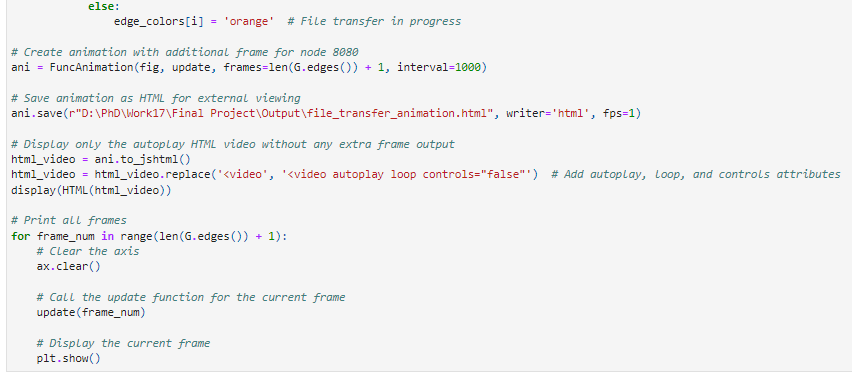 else:
edge_colors[i] = 'orange'  # File transfer in progress
# Create animation with additional frame for node 8080
ani = FuncAnimation(fig, update, frames=len(G.edges()) + 1, interval=1000)
# Save animation as HTML for external viewing
ani.save(r"D:\PhD\Work17\Final Project\Output\file_transfer_animation.html", writer='html', fps=1)
# Display only the autoplay HTML video without any extra frame output
html_video = ani.to_jshtml()
html_video = html_video.replace('<video', '<video autoplay loop controls="false"')  # Add autoplay, loop, and controls attributes
display(HTML(html_video))
# Print all frames
for frame_num in range(len(G.edges()) + 1):
# Clear the axis
ax.clear()
# Call the update function for the current frame
update(frame_num)
# Display the current frame
plt.show()